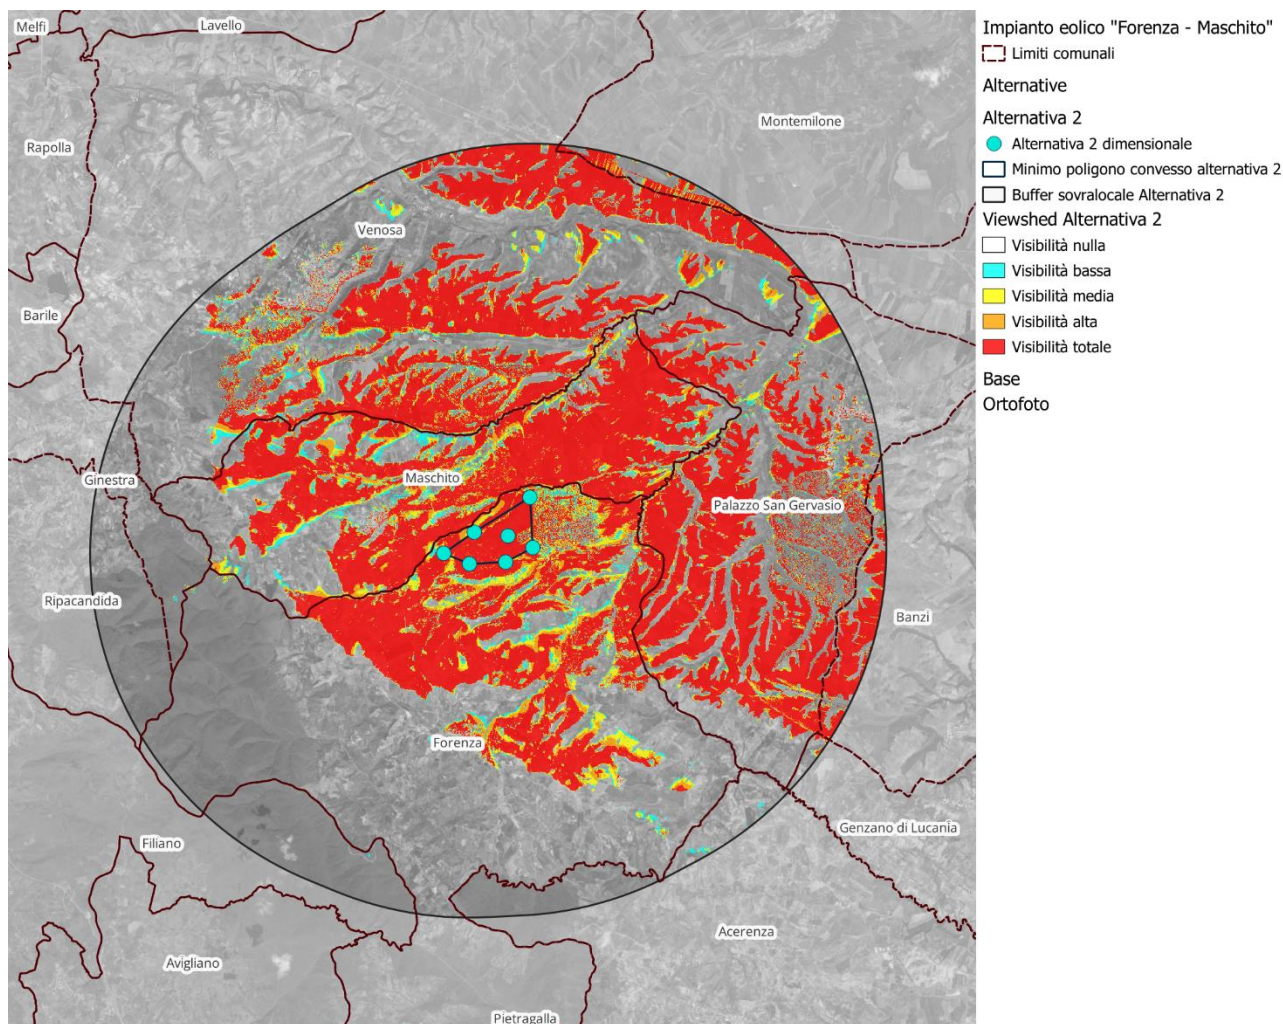 Melfi
Lavello
Montemilone
Rapolla
Venosa
Barile
Maschito
Ginestra
Palazzo San Gervasio
Ripacandida
Banzi
Forenza
Genzano di Lucania
Filiano
Acerenza
Avigliano
Pietragalla
Impianto eolico "Forenza - Maschito"
Limiti comunali
Alternative
Alternativa 2
Alternativa 2 dimensionale
Minimo poligono convesso alternativa 2
Buffer sovralocale Alternativa 2
Viewshed Alternativa 2
Visibilità nulla
Visibilità bassa
Visibilità media
Visibilità alta
Visibilità totale
Base
Ortofoto